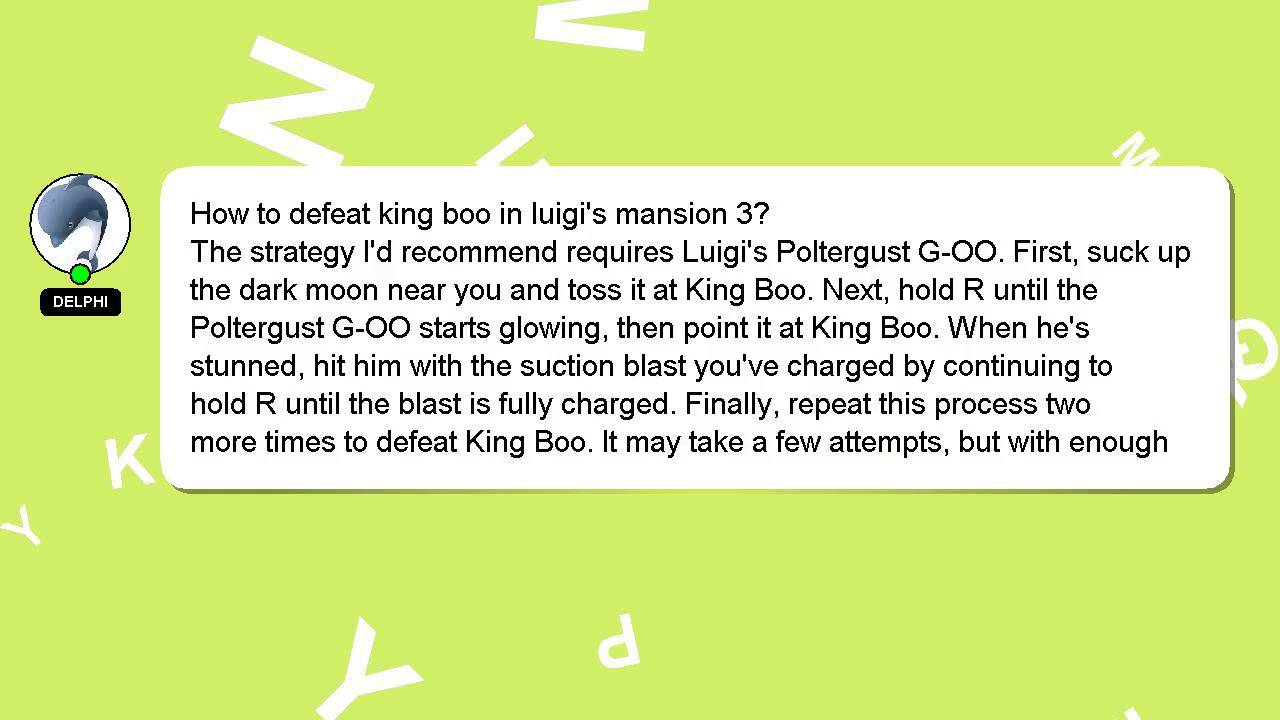 N
N
L
M
How to defeat king boo in luigi's mansion 3?
The strategy I'd recommend requires Luigi's Poltergust G-OO. First, suck up
the dark moon near you and toss it at King Boo. Next, hold R until the
Poltergust G-OO starts glowing, then point it at King Boo. When he's
stunned, hit him with the suction blast you've charged by continuing to
hold R until the blast is fully charged. Finally, repeat this process two
more times to defeat King Boo. It may take a few attempts, but with enough
DELPHI
K
Y
Y
P